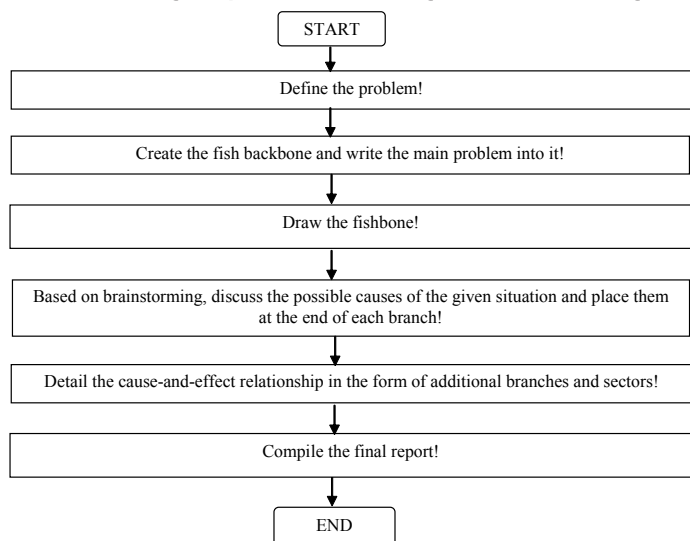 START
Define the problem!
Create the fish backbone and write the main problem into it!
Draw the fishbone!
Based on brainstorming, discuss the possible causes of the given situation and place them
at the end of each branch!
Detail the cause-and-effect relationship in the form of additional branches and sectors!
Compile the final report!
END